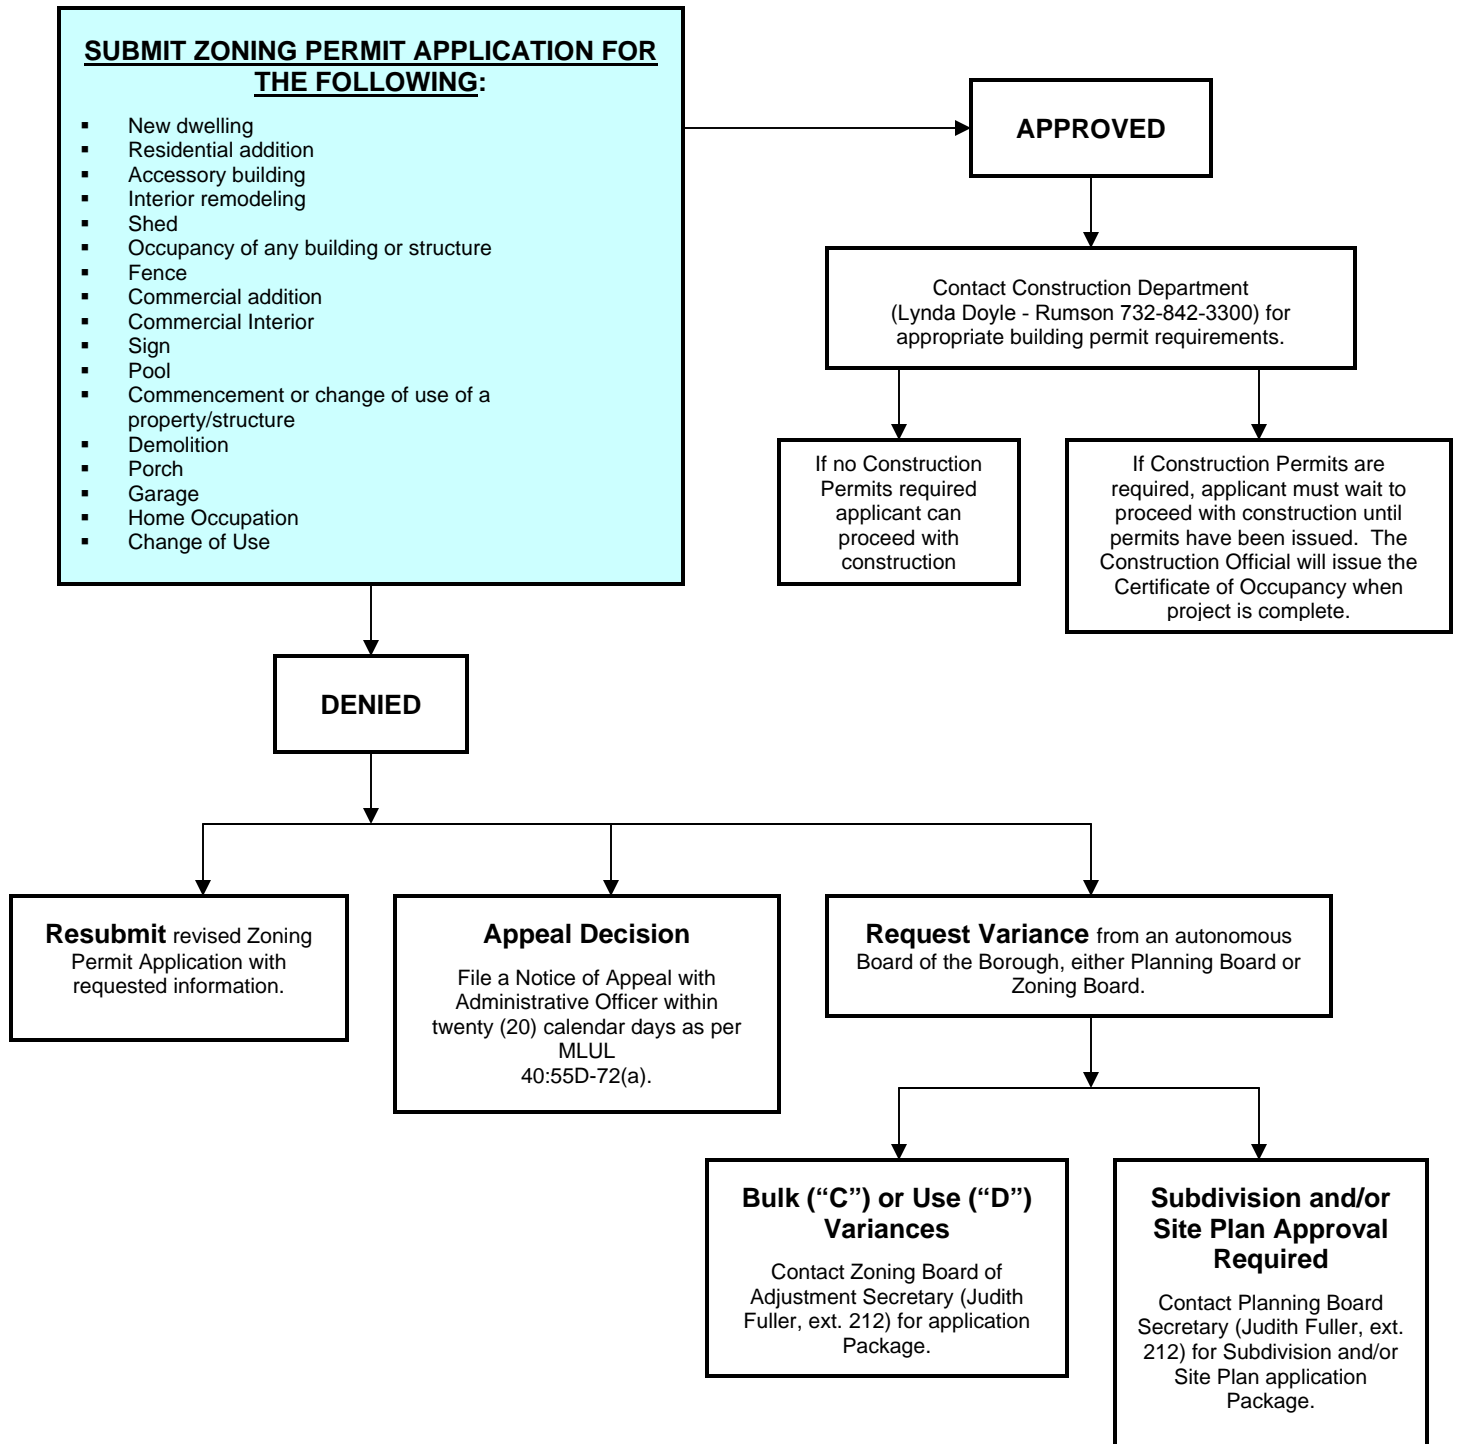 SUBMIT ZONING PERMIT APPLICATION FOR
THE FOLLOWING:
▪ New dwelling
▪ Residential addition
▪ Accessory building
▪ Interior remodeling
▪ Shed
▪ Occupancy of any building or structure
▪ Fence
▪ Commercial addition
▪ Commercial Interior
▪ Sign
▪ Pool
▪ Commencement or change of use of a
property/structure
▪ Demolition
▪ Porch
▪ Garage
▪ Home Occupation
▪ Change of Use
APPROVED
Contact Construction Department
(Lynda Doyle - Rumson 732-842-3300) for
appropriate building permit requirements.
If no Construction
Permits required
applicant can
proceed with
construction
If Construction Permits are
required, applicant must wait to
proceed with construction until
permits have been issued.  The
Construction Official will issue the
Certificate of Occupancy when
project is complete.
DENIED
Resubmit revised Zoning
Permit Application with
requested information.
Appeal Decision
File a Notice of Appeal with
Administrative Officer within
twenty (20) calendar days as per
MLUL
40:55D-72(a).
Request Variance from an autonomous
Board of the Borough, either Planning Board or
Zoning Board.
Bulk (“C”) or Use (“D”)
Variances
Contact Zoning Board of
Adjustment Secretary (Judith
Fuller, ext. 212) for application
Package.
Subdivision and/or
Site Plan Approval
Required
Contact Planning Board
Secretary (Judith Fuller, ext.
212) for Subdivision and/or
Site Plan application
Package.